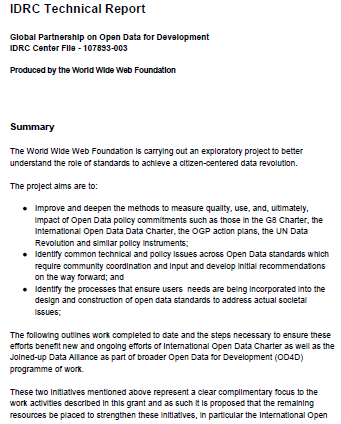 IDRC Technical Report
Global Partnership on Open Data for Development
IDRC Center File - 107893-003
Produced by the World Wide Web Foundation
Summary
The World Wide Web Foundation is carrying out an exploratory project to better
understand the role of standards to achieve a citizen-centered data revolution.
The project aims are to:
● Improve and deepen the methods to measure quality, use, and, ultimately,
impact of Open Data policy commitments such as those in the G8 Charter, the
International Open Data Data Charter, the OGP action plans, the UN Data
Revolution and similar policy instruments;
● Identify common technical and policy issues across Open Data standards which
require community coordination and input and develop initial recommendations
on the way forward; and
● Identify the processes that ensure users needs are being incorporated into the
design and construction of open data standards to address actual societal
issues;
The following outlines work completed to date and the steps necessary to ensure these
efforts benefit new and ongoing efforts of International Open Data Charter as well as the
Joined-up Data Alliance as part of broader Open Data for Development (OD4D)
programme of work.
These two initiatives mentioned above represent a clear complimentary focus to the
work activities described in this grant and as such it is proposed that the remaining
resources be placed to strengthen these initiatives, in particular the International Open